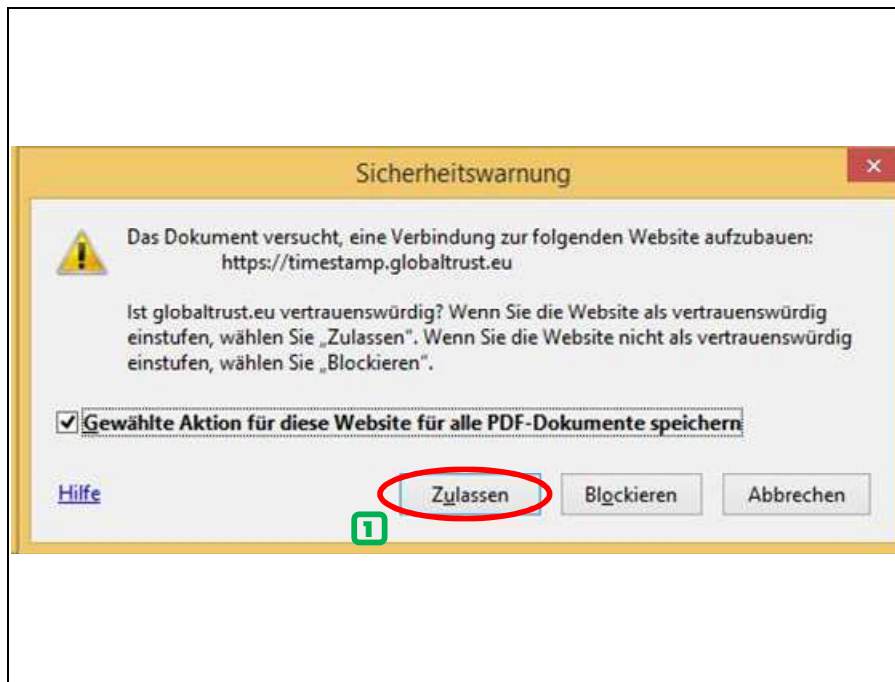 Sicherheitswarnung
Das Dokument versucht, eine Verbindung zur folgenden Website aufzubauen:
https://timestamp.globaltrust.eu
Ist globaltrust.eu vertrauenswürdig? Wenn Sie die Website als vertrauenswürdig
einstufen, wählen Sie „Zulassen“. Wenn Sie die Website nicht als vertrauenswürdig
einstufen, wählen Sie „Blockieren“.
Gewählte Aktion für diese Website für alle PDF-Dokumente speichern
Hilfe Zulassen Blockieren Abbrechen
1